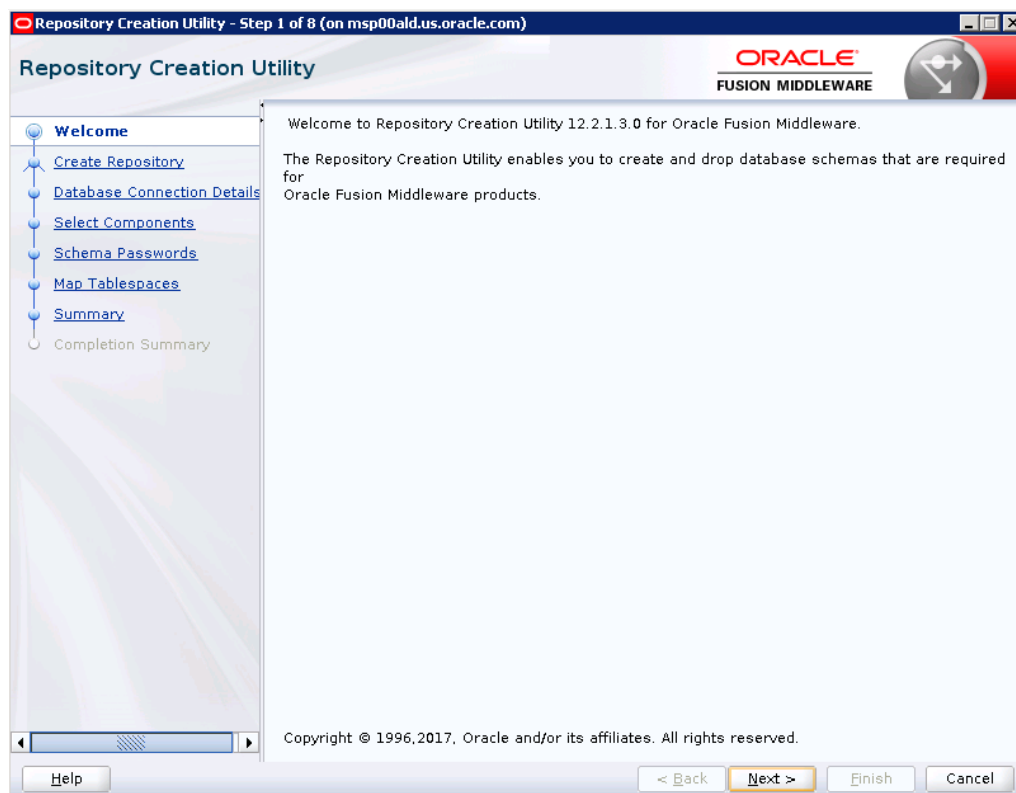 Repository Creation Utility - Step 1 of 8 (on msp00ald.us.oracle.com)
Repository Creation Utility
ORACLE
FUSION MIDDLEWARE
Welcome
Create Repository
Database Connection Details
Select Components
Schema Passwords
Map Tablespaces
Summary
Completion Summary
Welcome to Repository Creation Utility 12.2.1.3.0 for Oracle Fusion Middleware.
The Repository Creation Utility enables you to create and drop database schemas that are required
for
Oracle Fusion Middleware products.
Copyright © 1996,2017, Oracle and/or its affiliates. All rights reserved.
Help
< Back
Next >
Finish
Cancel